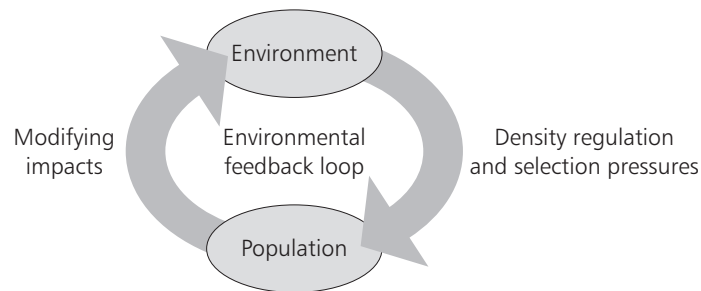 Environment
Modifying
impacts
Environmental
feedback loop
Density regulation
and selection pressures
Population